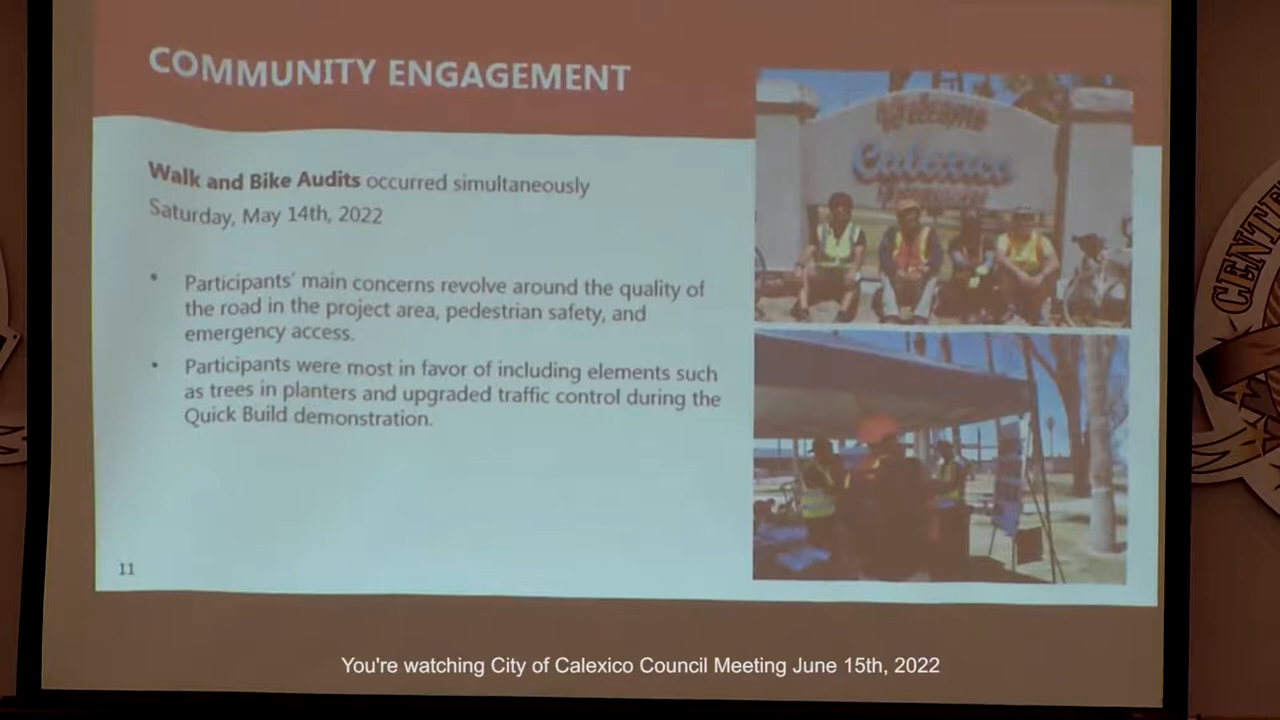 COMMUNITY ENGAGEMENT
Welcome
Calexico
Walk and Bike Audits occurred simultaneously
Saturday, May 14th, 2022
• Participants' main concerns revolve around the quality of
the road in the project area, pedestrian safety, and
emergency access.
• Participants were most in favor of including elements such
as trees in planters and upgraded traffic control during the
Quick Build demonstration.
11
CENTE
You're watching City of Calexico Council Meeting June 15th, 2022